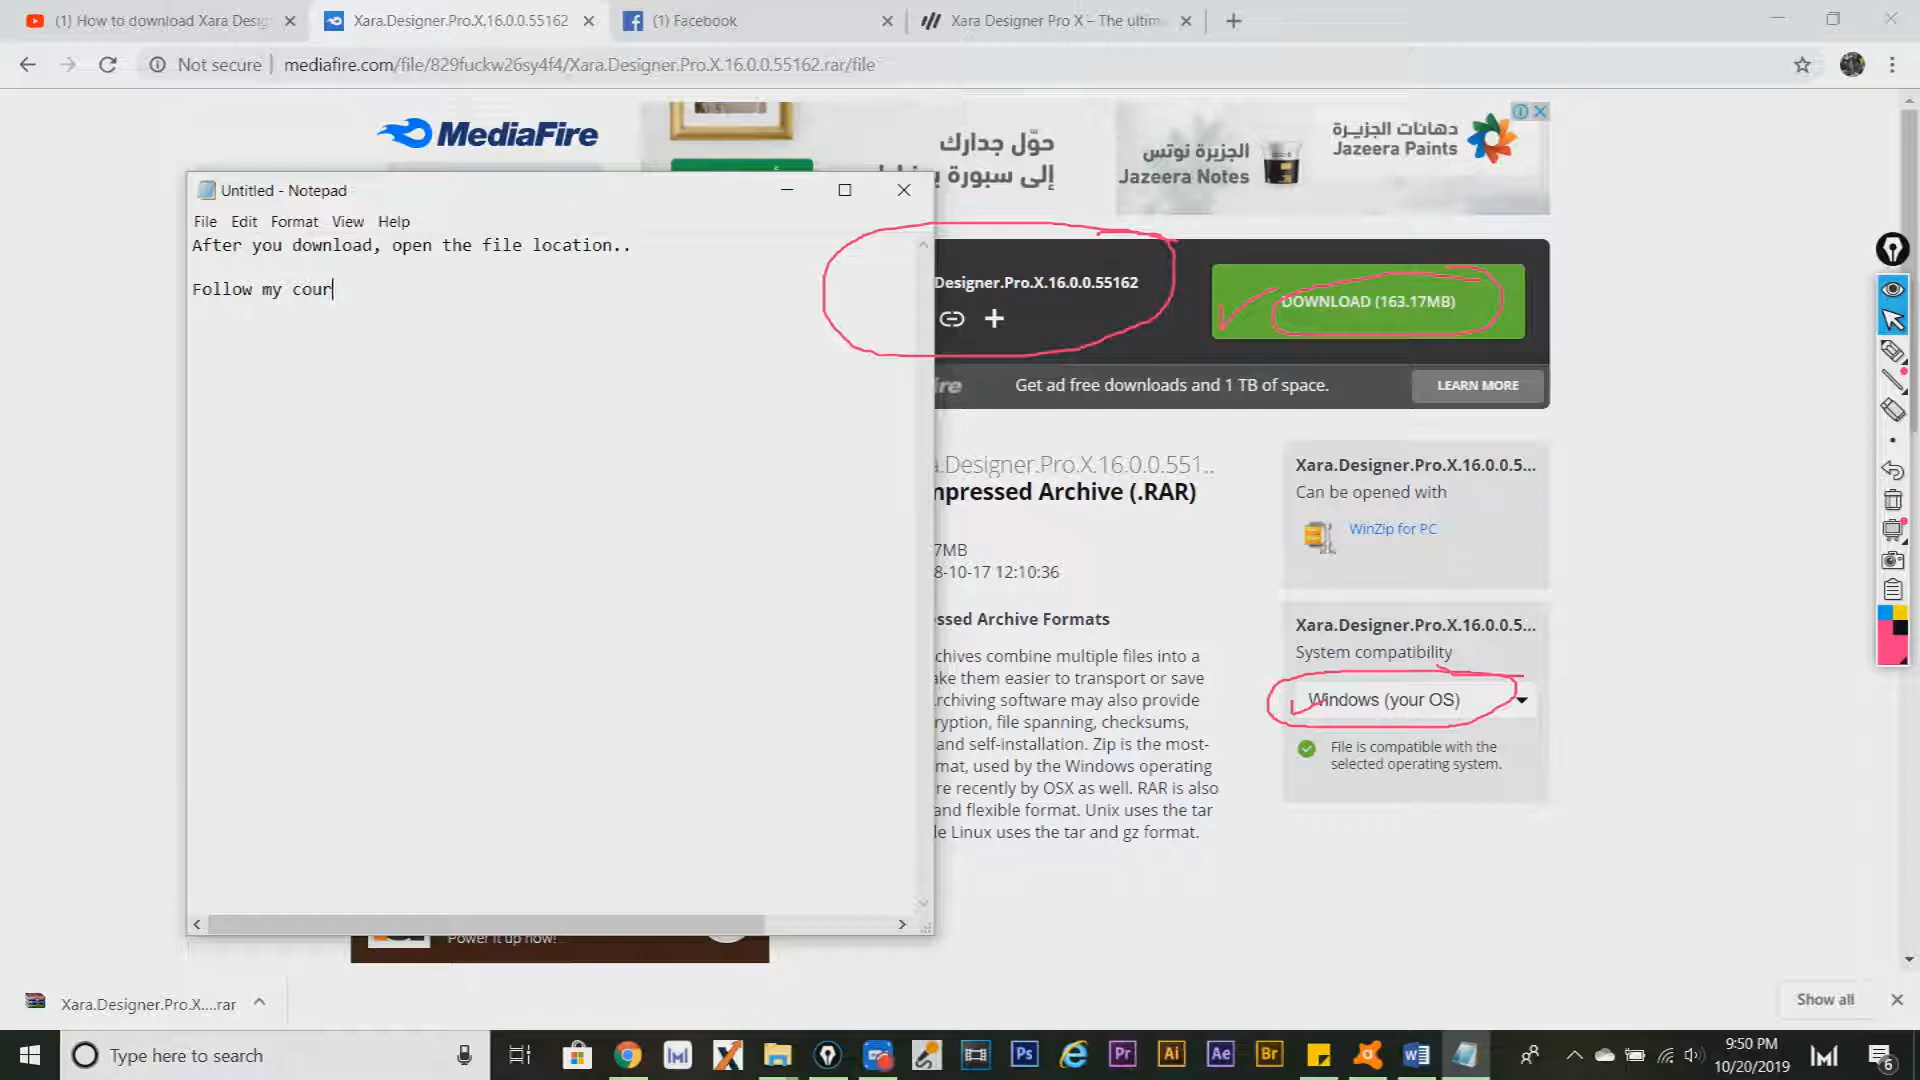 (1) How to download Xara Desig
Xara.Designer.Pro.X.16.0.0.55162
(1) Facebook
Xara Designer Pro X – The ultim
Not secure
mediafire.com/file/829fuckw26sy4f4/Xara.Designer.Pro.X.16.0.0.55162.rar/file
MediaFire
حوّل جدارك
إلى سبورة
الجزيرة نوتس
Jazeera Notes
دهانات الجزيرة
Jazeera Paints
Untitled - Notepad
File Edit Format View Help
After you download, open the file location..
Follow my cour
Designer.Pro.X.16.0.0.55162
DOWNLOAD (163.17MB)
ire
Get ad free downloads and 1 TB of space.
LEARN MORE
.Designer.Pro.X.16.0.0.551..
mpressed Archive (.RAR)
7MB
8-10-17 12:10:36
ssed Archive Formats
chives combine multiple files into a
ake them easier to transport or save
rchiving software may also provide
ryption, file spanning, checksums,
and self-installation. Zip is the most-
mat, used by the Windows operating
re recently by OSX as well. RAR is also
and flexible format. Unix uses the tar
le Linux uses the tar and gz format.
Xara.Designer.Pro.X.16.0.0.5...
Can be opened with
WinZip for PC
Xara.Designer.Pro.X.16.0.0.5...
System compatibility
Windows (your OS)
File is compatible with the
selected operating system.
Power it up now!
Xara.Designer.Pro.X....rar
Show all
Type here to search
Ps
Pr
Ai
Ae
Br
9:50 PM
10/20/2019
6